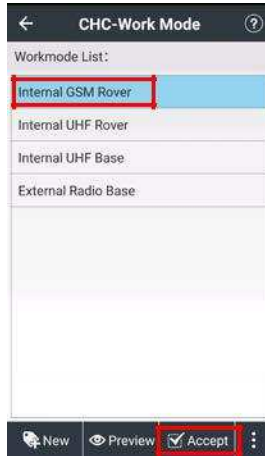 CHC-Work Mode ?
Workmode List:
Internal GSM Rover
Internal UHF Rover
Internal UHF Base
External Radio Base
New Preview Accept